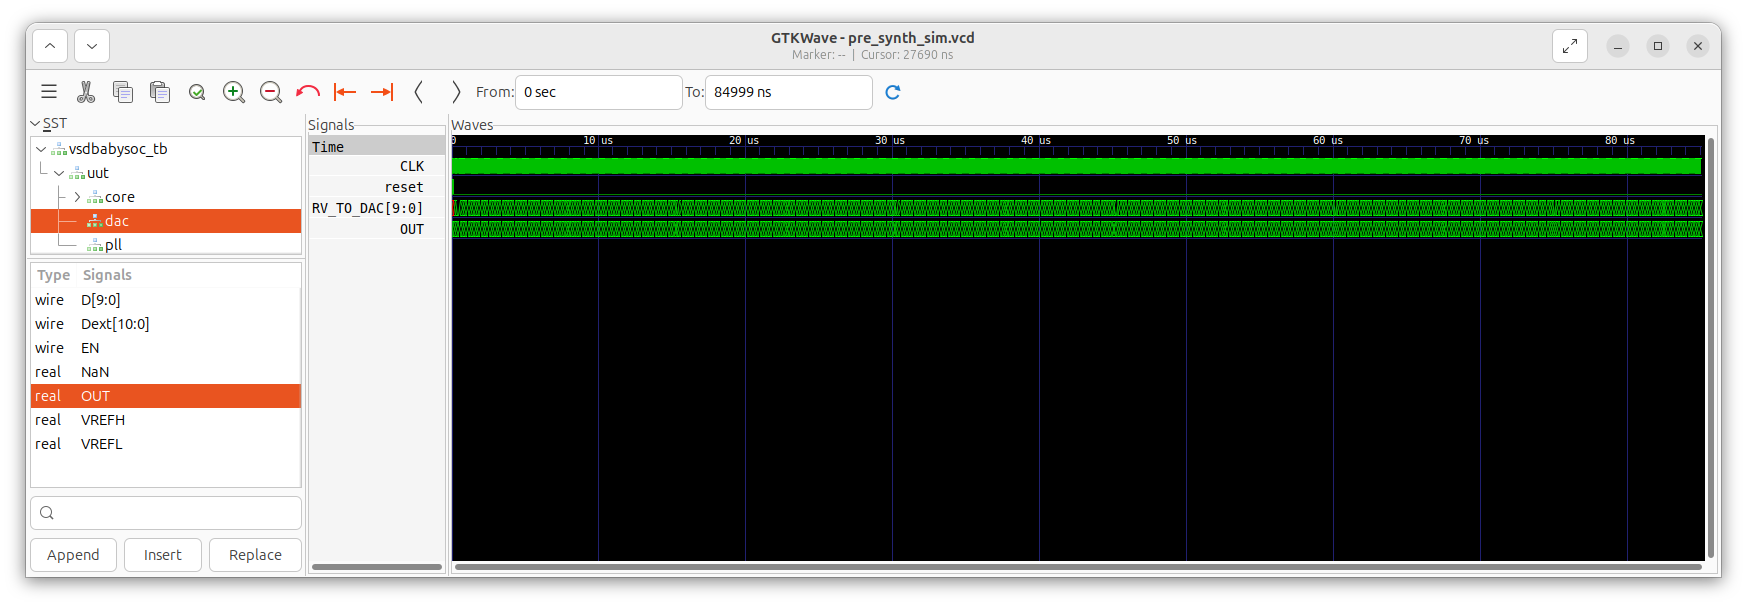 GTKWave - pre_synth_sim.vcd
Marker: -- | Cursor: 27690 ns
From: 0 sec To: 84999 ns
SST
vsdbabysoc_tb
uut
core
dac
pll
Type Signals
wire D[9:0]
wire Dext[10:0]
wire EN
real NaN
real OUT
real VREFH
real VREFL
Append Insert Replace
Signals
Time
CLK
reset
RV_TO_DAC[9:0]
OUT
Waves
0 10 us 20 us 30 us 40 us 50 us 60 us 70 us 80 us